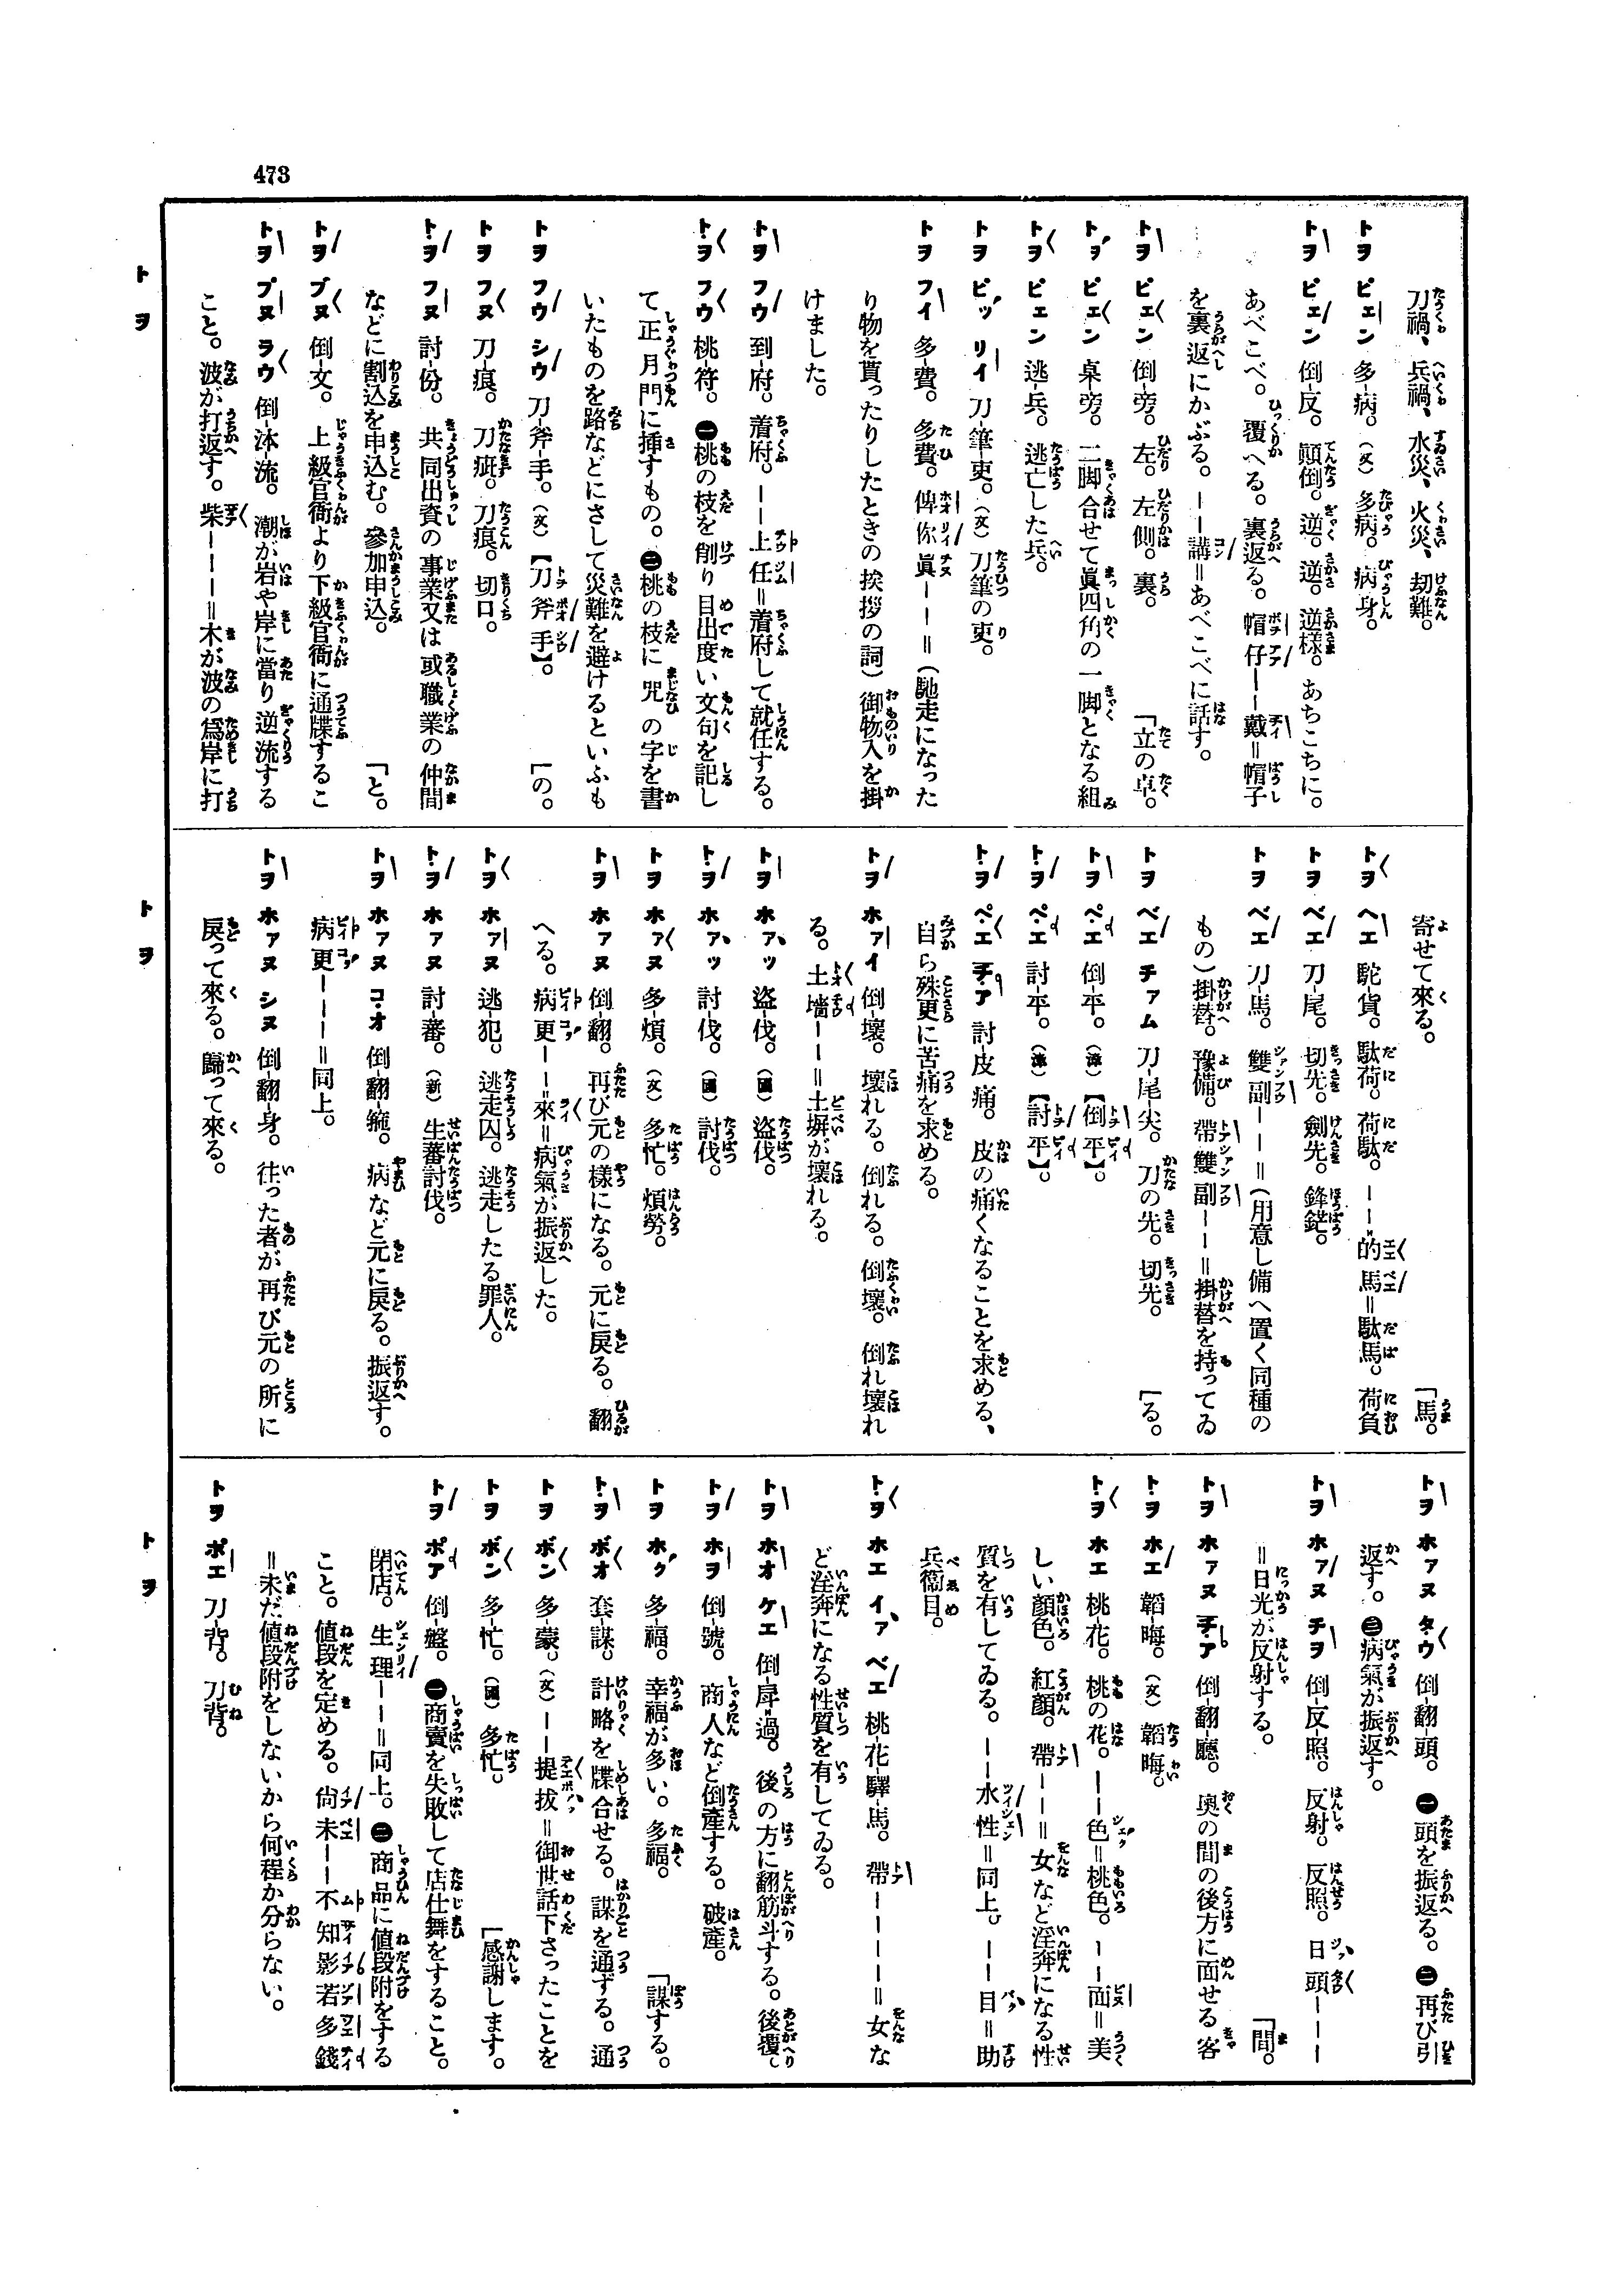 473
刀禍、兵禍、水災、火災、刧難。
トヲ ピェン 多-病。(文)多病。病身。
トヲ ピェン 倒-反。顚倒。逆。逆。逆様。あちこちに。
あべこべ。覆へる。裏返る。帽仔ーー戴=帽子
を裏返にかぶる。ーー講=あべこべに話す。
トヲ ピェン 倒-旁。左。左側。裏。 「立の卓。
トヲ ピェン 桌-旁。二脚合せて眞四角の一脚となる組
トヲ ピェン 逃-兵。逃亡した兵。
トヲ ピッ リイ 刀-筆-吏。(文)刀筆の吏。
トヲ フイ 多-費。多費。俾你眞ーー=(馳走になった
り物を貰ったりしたときの挨拶の詞)御物入を掛
けました。
トヲ フウ 到-府。着府。ーー上任=着府して就任する。
トヲ フウ 桃-符。㊀桃の枝を削り目出度い文句を記し
て正月門に挿すもの。㊁桃の枝に咒の字を書
いたものを路などにさして災難を避けるといふも
トヲ フウ シウ 刀-斧-手。(文)【刀斧手】。 「の。
トヲ フヌ 刀-痕。刀疵。刀痕。切口。
トヲ フヌ 討-份。共同出資の事業又は或職業の仲間
などに割込を申込む。參加申込。 「と。
トヲ ブヌ 倒-文。上級官衙より下級官衙に通牒するこ
トヲ プヌ ラウ 倒-沭-流。潮が岩や岸に當り逆流する
こと。波が打返す。柴ーーー=木が波の爲岸に打
寄せて來る。 「馬。
トヲ ヘエ 駝-貨。駄荷。荷駄。ーー的馬=駄馬。荷負
トヲ ベエ 刀-尾。切先。劍先。鋒鋩。
トヲ ベエ 刀-馬。雙副ーー=(用意し備へ置く同種の
もの)掛替。豫備。帶雙副ーー=掛替を持ってゐ
トヲ ベエ チァム 刀-尾-尖。刀の先。切先。 「る。
トヲ ペエ 倒-平。【倒平】。
トヲ ペエ 討-平。【討平】。
トヲ ペエ チァ 討-皮-痛。皮の痛くなることを求める、
自ら殊更に苦痛を求める。
トヲ ホァイ 倒-壞。壞れる。倒れる。倒壞。倒れ壞れ
る。土墻ーー=土塀が壞れる。
トヲ ホァッ 盜-伐。(國)盜伐。
トヲ ホァッ 討-伐。(國)討伐。
トヲ ホァヌ 多-煩。(文)多忙。煩勞。
トヲ ホァヌ 倒-翻。再び元の樣になる。元に戻る。翻
へる。病更ーー來=病氣が振返した。
トヲ ホァヌ 逃-犯。逃走囚。逃走したる罪人。
トヲ ホァヌ 討-蕃。(新)生蕃討伐。
トヲ ホァヌ コオ 倒-翻-箍。病など元に戻る。振返す。
病更ーーー=同上。
トヲ ホァヌ シヌ 倒-翻-身。往った者が再び元の所に
戻って來る。歸って來る。
トヲ ホァヌ タウ 倒-翻-頭。㊀頭を振返る。㊁再び引
返す。㊂病氣が振返す。
トヲ ホァヌ チヲ 倒-反-照。反射。反照。日頭ーーー
=日光が反射する。 「間。
トヲ ホァヌ チァ 倒-翻-廳。奥の間の後方に面せる客
トヲ ホエ 韜-晦。(文)韜晦。
トヲ ホエ 桃-花。桃の花。ーー色=桃色。ーー面=美
しい顏色。紅顏。帶ーー=女など淫奔になる性
質を有してゐる。ーー水性=同上。ーー目=助
兵衞目。
トヲ ホエ イァ ベエ 桃-花-驛-馬。帶ーーーー=女な
ど淫奔になる性質を有してゐる。
トヲ ホオ ケエ 倒-戽-過。後の方に翻筋斗する。後覆。
トヲ ホヲ 倒-號。商人など倒產する。破產。
トヲ ホク 多-福。幸福が多い。多福。 「謀する。
トヲ ボオ 套-謀。計略を牒合せる。謀を通ずる。通
トヲ ボン 多-蒙。(文)ーー提拔=御世話下さったことを
トヲ ボン 多-忙。(國)多忙。 「感謝します。
トヲ ポア 倒-盤。㊀商賣を失敗して店仕舞をすること。
閉店。生理ーー=同上。㊁商品に値段附をする
こと。値段を定める。尙未ーー不知影若多錢
=未だ値段附をしないから何程か分らない。
トヲ ポエ 刀-背。刀背。
トヲ
トヲ
トヲ